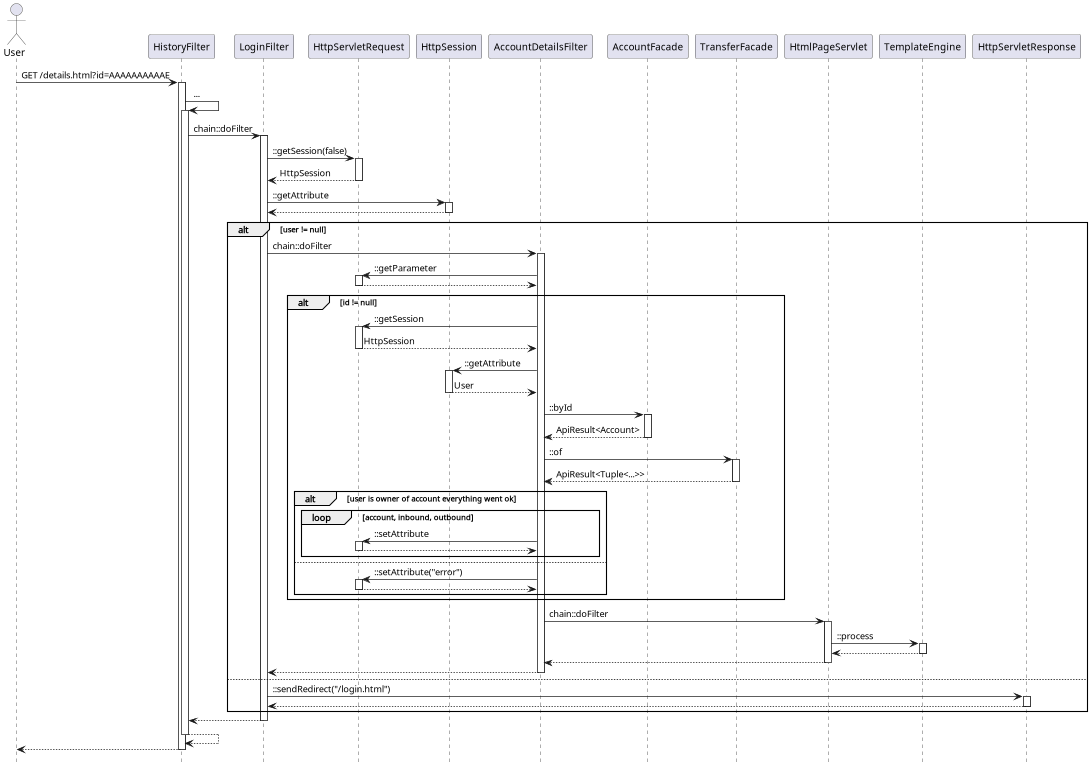 User
HistoryFilter
LoginFilter
HttpServletRequest
HttpSession
AccountDetailsFilter
AccountFacade
TransferFacade
HtmlPageServlet
TemplateEngine
HttpServletResponse
GET /details.html?id=AAAAAAAAAAE
...
chain::doFilter
::getSession(false)
HttpSession
::getAttribute
alt [user != null]
chain::doFilter
::getParameter
alt [id != null]
::getSession
HttpSession
::getAttribute
User
::byId
ApiResult<Account>
::of
ApiResult<Tuple<...>>
alt [user is owner of account everything went ok]
loop [account, inbound, outbound]
::setAttribute
::setAttribute("error")
chain::doFilter
::process
::sendRedirect("/login.html")